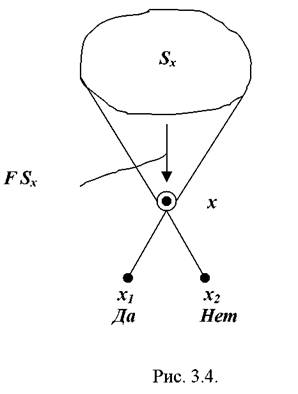 Sx
F Sx
x
x1 x2
Да Нет
Рис. 3.4.